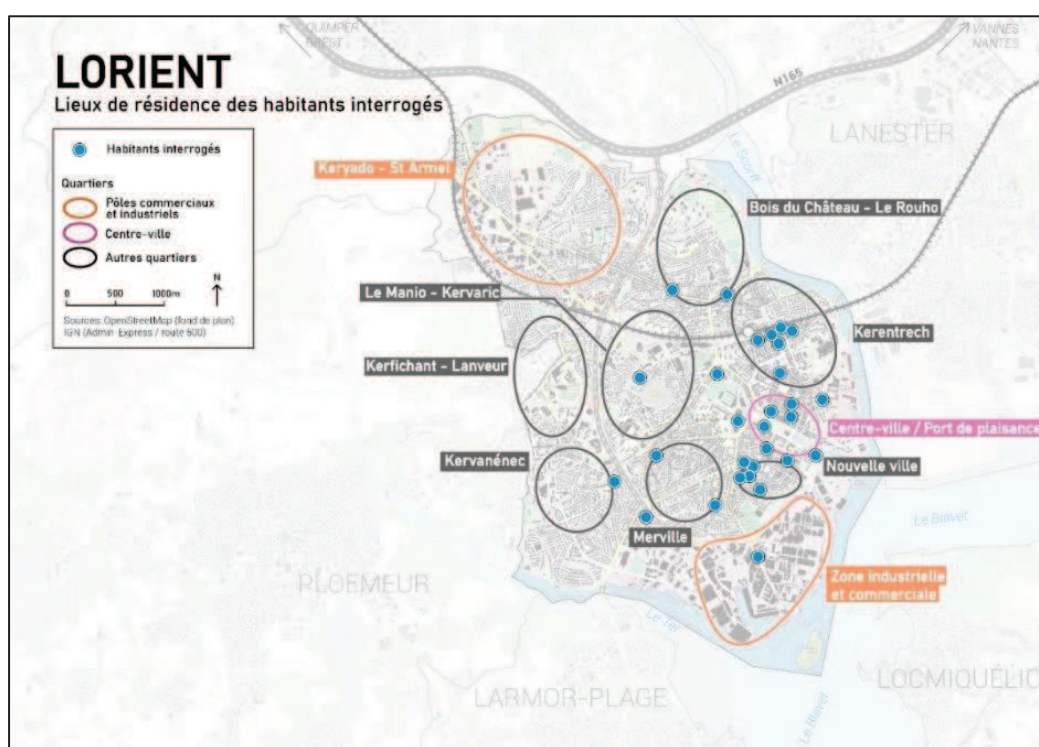 QUIMPER
BREST
VANNES
NANTES
LORIENT
Lieux de résidence des habitants interrogés
N165
LANESTER
Le Scorff
Habitants interrogés
Quartiers
Pôles commerciaux
et industriels
Centre-ville
Autres quartiers
N
0 500 1000m
Sources: OpenStreetMap (fond de plan)
IGN (Admin Express / route 500)
Keryado - St Armel
Bois du Château - Le Rouho
Le Manio - Kervaric
Kerentrech
Kerfichant - Lanveur
Centre-ville / Port de plaisance
Kervanénec
Nouvelle ville
Le Blavet
Merville
Zone industrielle
et commerciale
PLOEMEUR
Le Ter
LARMOR-PLAGE
LOCMIQUELIC
Le Blavet